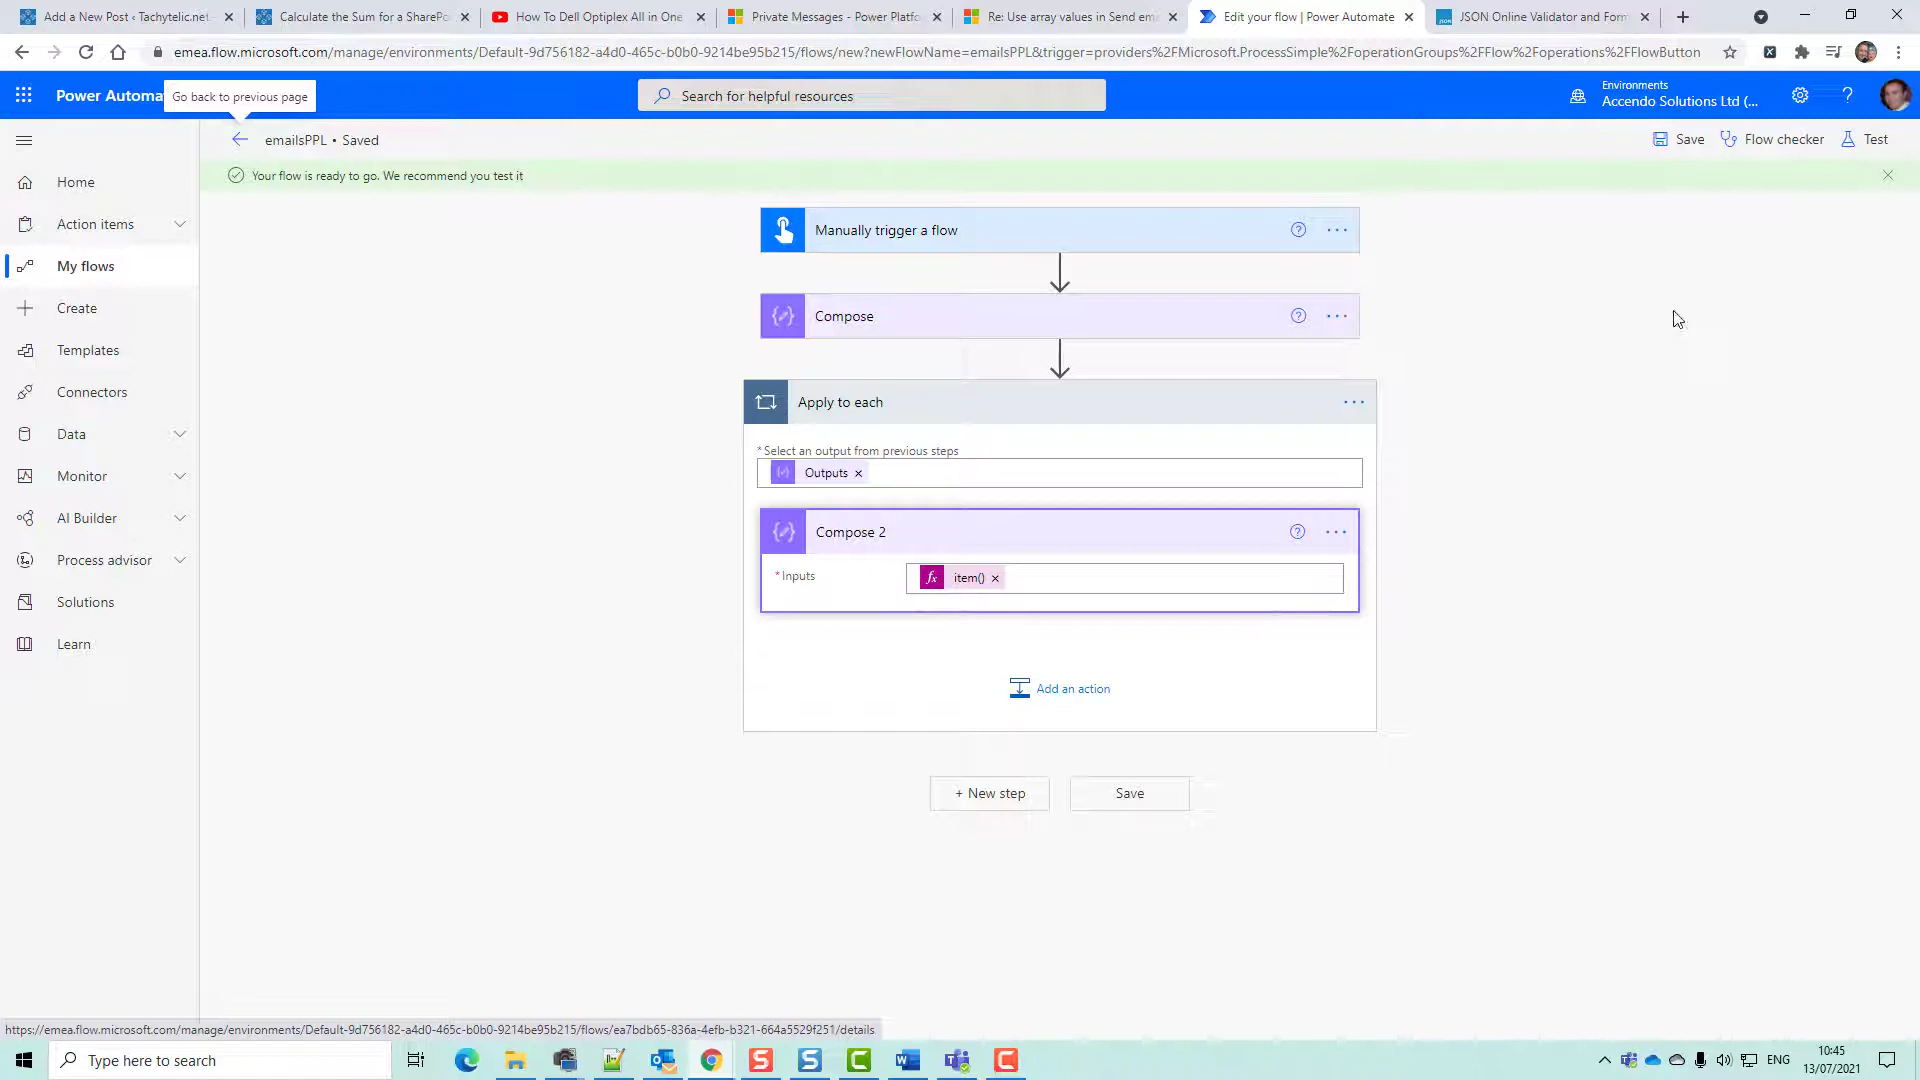 Add a New Post ‹ Tachytelic.net
Calculate the Sum for a SharePo
How To Dell Optiplex All in One
Private Messages - Power Platfo
Re: Use array values in Send ema
Edit your flow | Power Automate
JSON Online Validator and Form
emea.flow.microsoft.com/manage/environments/Default-9d756182-a4d0-465c-b0b0-9214be95b215/flows/new?newFlowName=emailsPPL&trigger=providers%2FMicrosoft.ProcessSimple%2FoperationGroups%2FFlow%2Foperations%2FFlowButton
Power Automa
Go back to previous page
Search for helpful resources
Environments
Accendo Solutions Ltd (...
emailsPPL • Saved
Save
Flow checker
Test
Your flow is ready to go. We recommend you test it
Home
Action items
My flows
Create
Templates
Connectors
Data
Monitor
AI Builder
Process advisor
Solutions
Learn
Manually trigger a flow
Compose
Apply to each
* Select an output from previous steps
Outputs
Compose 2
* Inputs
fx item()
Add an action
+ New step
Save
https://emea.flow.microsoft.com/manage/environments/Default-9d756182-a4d0-465c-b0b0-9214be95b215/flows/ea7bdb65-836a-4efb-b321-664a5529f251/details
Type here to search
ENG
10:45
13/07/2021